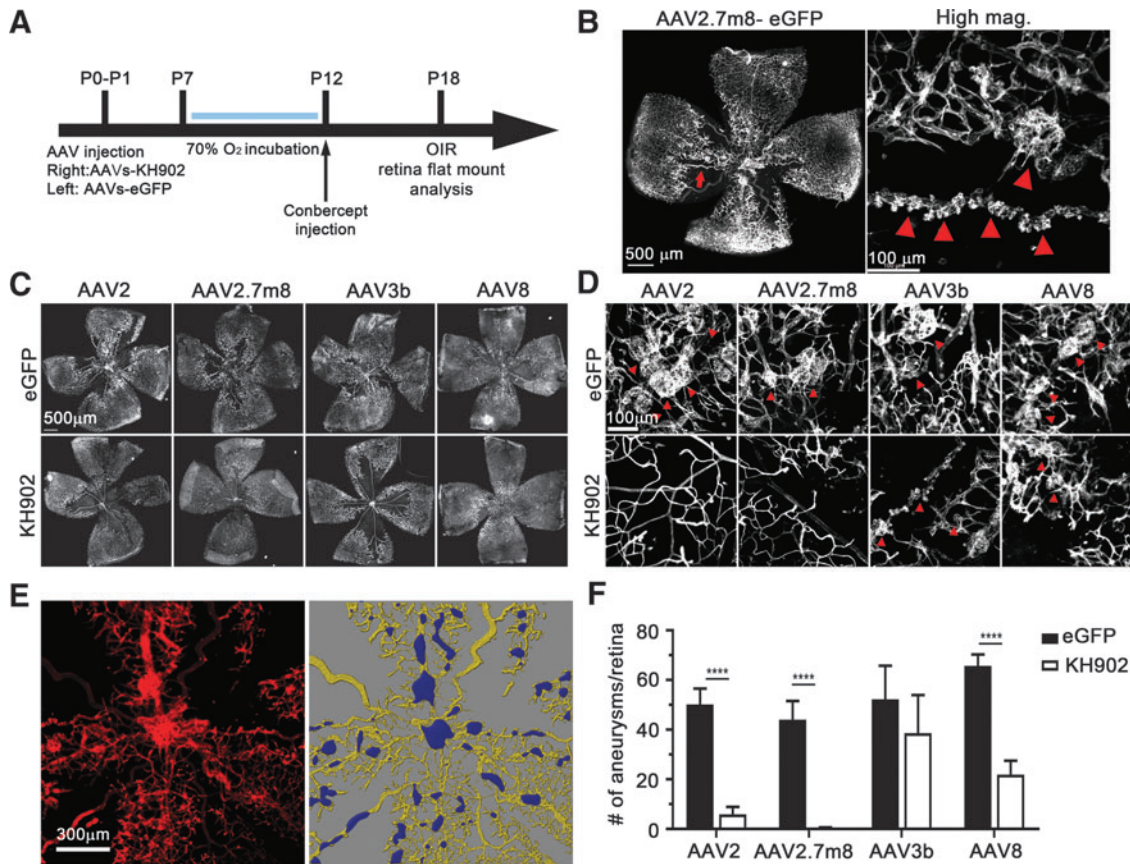 A
P0-P1
P7
P12
P18
AAV injection
Right:AAVs-KH902
Left: AAVs-eGFP
70% O2 incubation
Conbercept
injection
OIR
retina flat mount
analysis
B
AAV2.7m8- eGFP
High mag.
500 μm
100 μm
C
AAV2
AAV2.7m8
AAV3b
AAV8
eGFP
500μm
KH902
D
AAV2
AAV2.7m8
AAV3b
AAV8
eGFP
100μm
KH902
E
300μm
F
# of aneurysms/retina
80
60
40
20
0
****
****
****
eGFP
KH902
AAV2
AAV2.7m8
AAV3b
AAV8